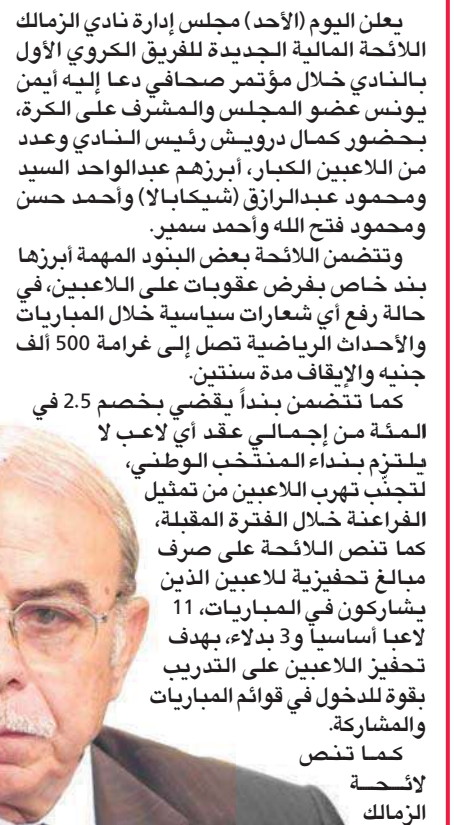 يعلن اليوم (الأحد) مجلس إدارة نادي الزمالك
اللائحة المالية الجديدة للفريق الكروي الأول
بالنادي خلال مؤتمر صحافي دعا إليه أيمن
يونس عضو المجلس والمشرف على الكرة،
بحضور كمال درويش رئيس النادي وعدد
من اللاعبين الكبار، أبرزهم عبدالواحد السيد
ومحمود عبدالرازق (شيكابالا) وأحمد حسن
ومحمود فتح الله وأحمد سمير.
وتتضمن اللائحة بعض البنود المهمة أبرزها
بند خاص بفرض عقوبات على اللاعبين، في
حالة رفع أي شعارات سياسية خلال المباريات
والأحداث الرياضية تصل إلى غرامة 500 ألف
جنيه والإيقاف مدة سنتين.
كما تتضمن بنداً يقضي بخصم 2.5 في
المئة من إجمالي عقد أي لاعب لا
يلتزم بنداء المنتخب الوطني،
لتجنّب تهرب اللاعبين من تمثيل
الفراعنة خلال الفترة المقبلة،
كما تنص اللائحة على صرف
مبالغ تحفيزية للاعبين الذين
يشاركون في المباريات، 11
لاعبا أساسياً و3 بدلاء، بهدف
تحفيز اللاعبين على التدريب
بقوة للدخول في قوائم المباريات
والمشاركة.
كما تنص
لائحة
الزمالك